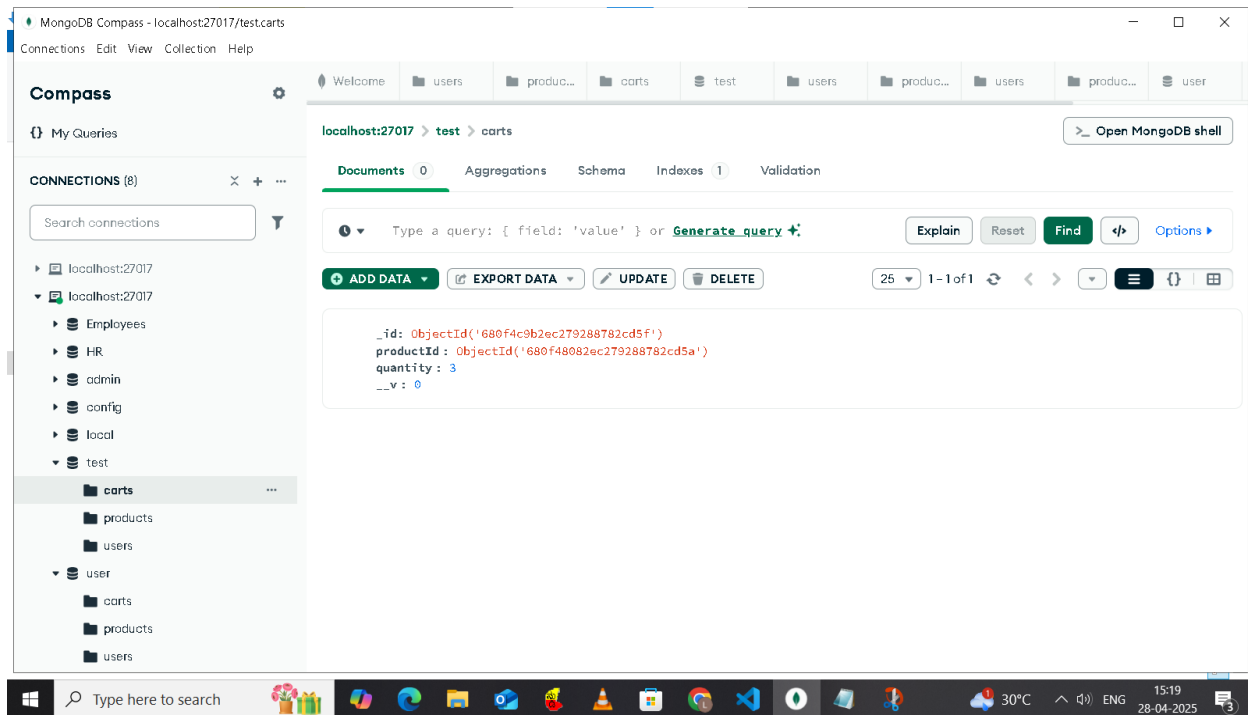 MongoDB Compass - localhost:27017/test.carts
Connections Edit View Collection Help
Compass
{} My Queries
CONNECTIONS (8)
Search connections
localhost:27017
localhost:27017
Employees
HR
admin
config
local
test
carts
products
users
user
carts
products
users
Welcome users produc... carts test users produc... users produc... user
localhost:27017 > test > carts
>_ Open MongoDB shell
Documents 0 Aggregations Schema Indexes 1 Validation
Type a query: { field: 'value' } or Generate query
Explain Reset Find </> Options
ADD DATA EXPORT DATA UPDATE DELETE 25 1-1 of 1 {}
_id: ObjectId('680f4c9b2ec279288782cd5f')
productId: ObjectId('680f48082ec279288782cd5a')
quantity: 3
__v: 0
Type here to search
1 30°C ENG 15:19
28-04-2025 3